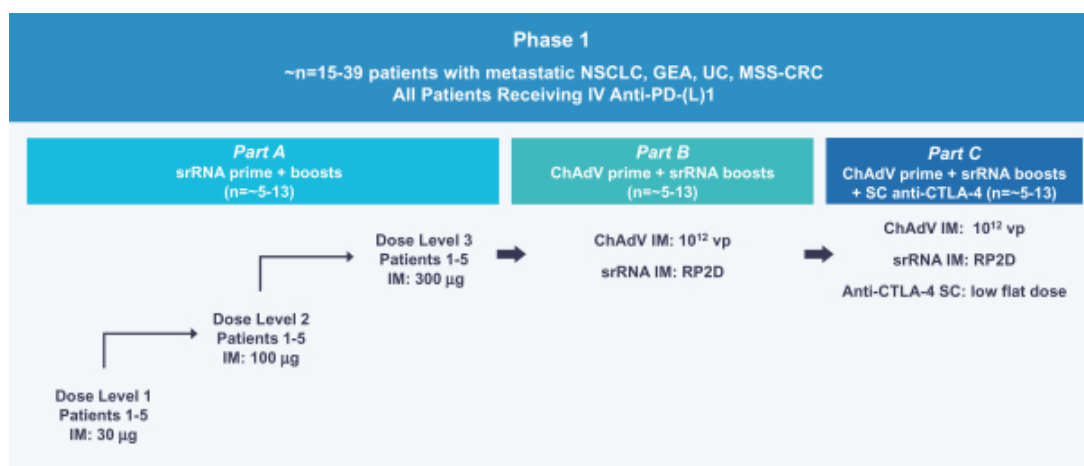 Phase 1
~n=15-39 patients with metastatic NSCLC, GEA, UC, MSS-CRC
All Patients Receiving IV Anti-PD-(L)1
Part A
srRNA prime + boosts
(n=~5-13)
Part B
ChAdV prime + srRNA boosts
(n=~5-13)
Part C
ChAdV prime + srRNA boosts
+ SC anti-CTLA-4 (n=~5-13)
Dose Level 1
Patients 1-5
IM: 30 µg
Dose Level 2
Patients 1-5
IM: 100 µg
Dose Level 3
Patients 1-5
IM: 300 µg
ChAdV IM: 10¹² vp
srRNA IM: RP2D
ChAdV IM: 10¹² vp
srRNA IM: RP2D
Anti-CTLA-4 SC: low flat dose